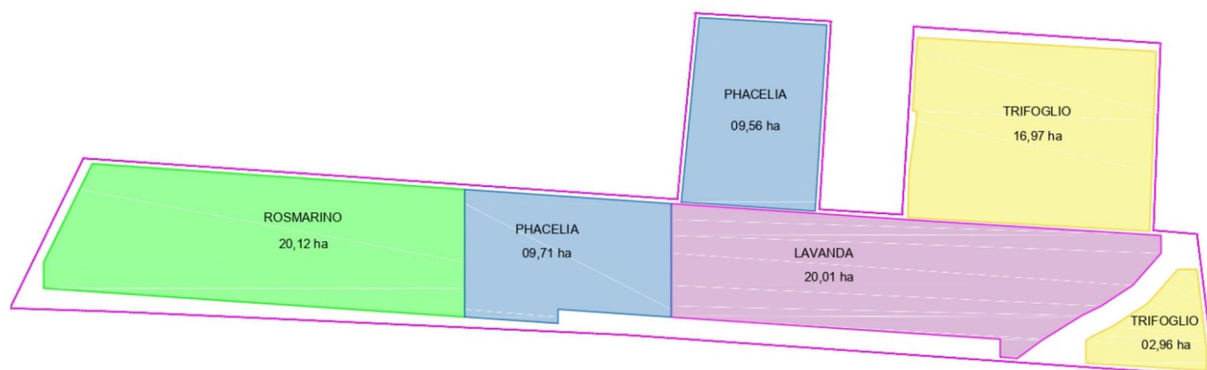 PHACELIA
09,56 ha
TRIFOGLIO
16,97 ha
ROSMARINO
20,12 ha
PHACELIA
09,71 ha
LAVANDA
20,01 ha
TRIFOGLIO
02,96 ha